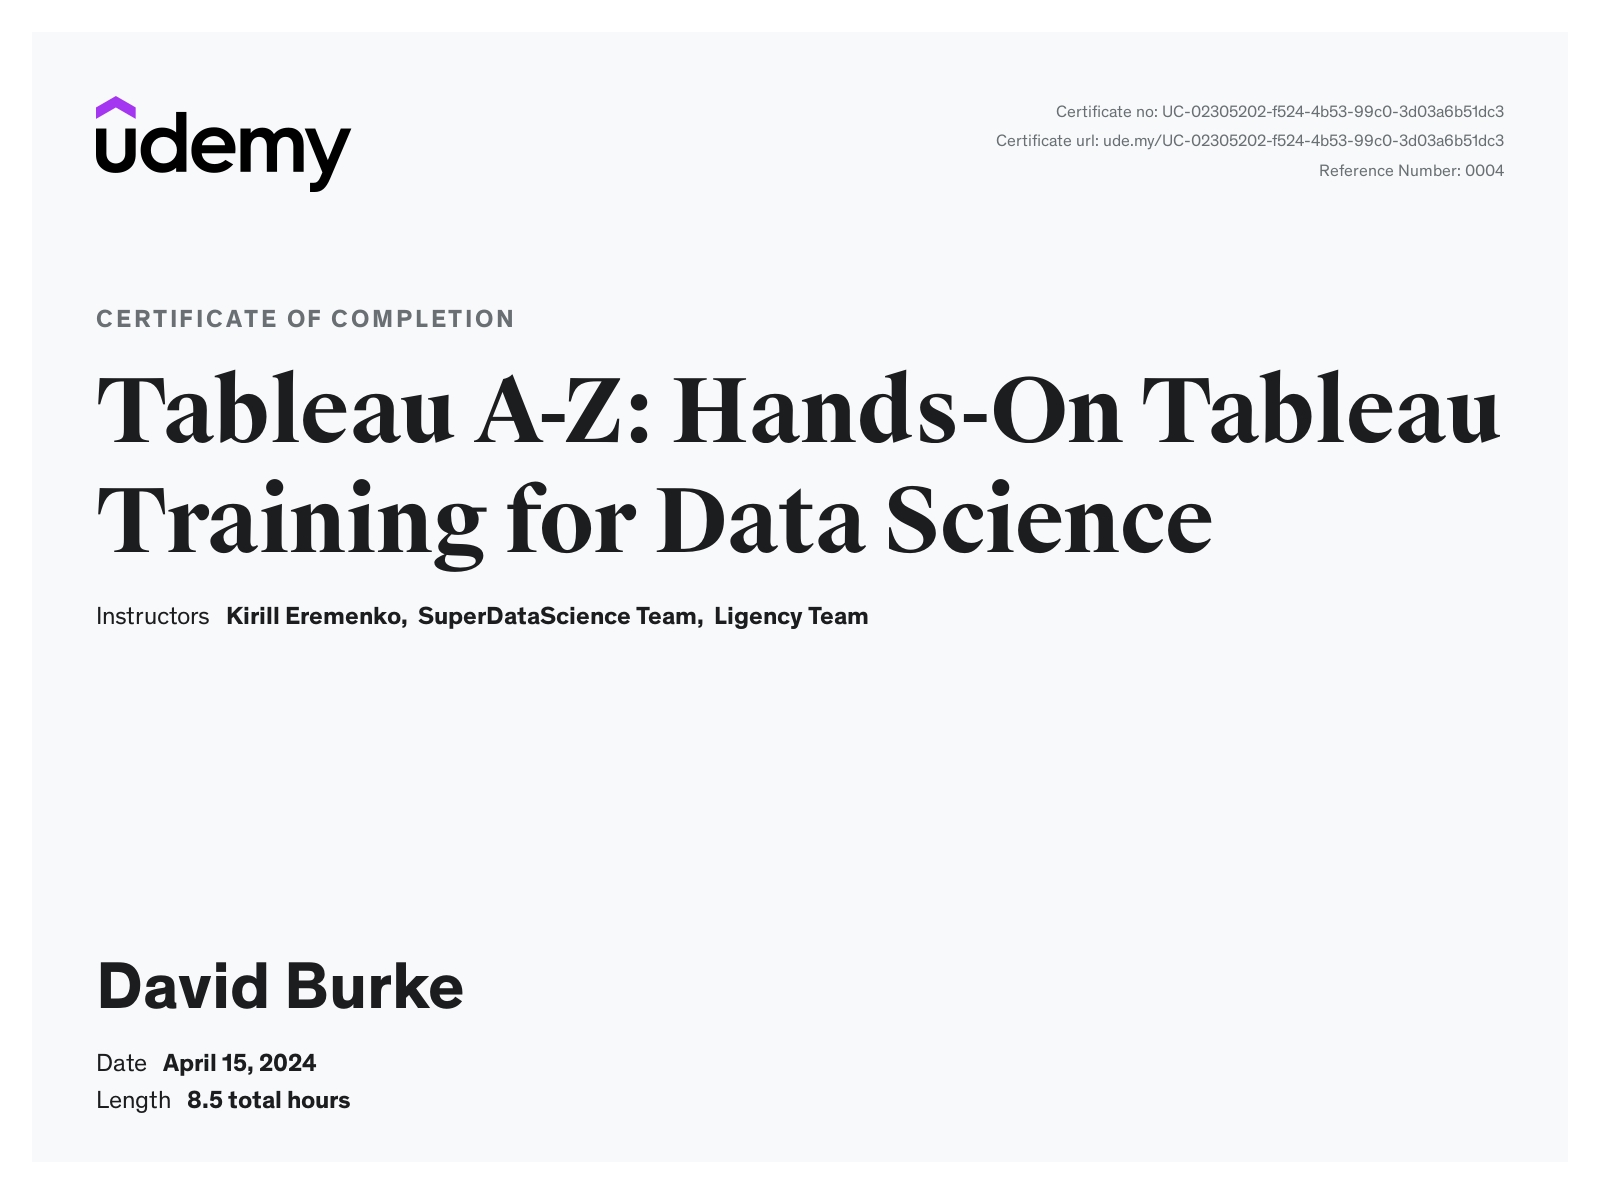 udemy
Certificate no: UC-02305202-f524-4b53-99c0-3d03a6b51dc3
Certificate url: ude.my/UC-02305202-f524-4b53-99c0-3d03a6b51dc3
Reference Number: 0004
CERTIFICATE OF COMPLETION
Tableau A-Z: Hands-On Tableau
Training for Data Science
Instructors Kirill Eremenko, SuperDataScience Team, Ligency Team
David Burke
Date April 15, 2024
Length 8.5 total hours